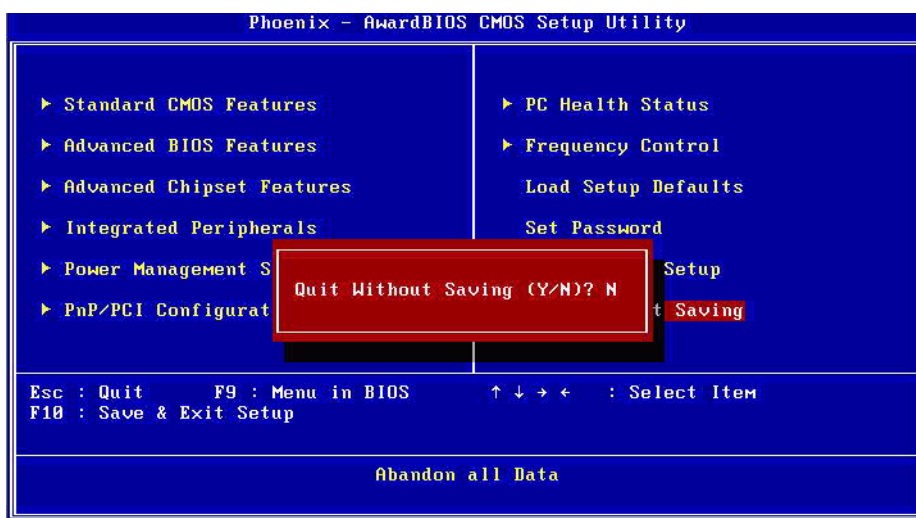 Phoenix - AwardBIOS CMOS Setup Utility
Standard CMOS Features
Advanced BIOS Features
Advanced Chipset Features
Integrated Peripherals
Power Management S
PnP/PCI Configurat
PC Health Status
Frequency Control
Load Setup Defaults
Set Password
Setup
t Saving
Quit Without Saving (Y/N)? N
Esc : Quit F9 : Menu in BIOS ↑ ↓ → ← : Select Item
F10 : Save & Exit Setup
Abandon all Data